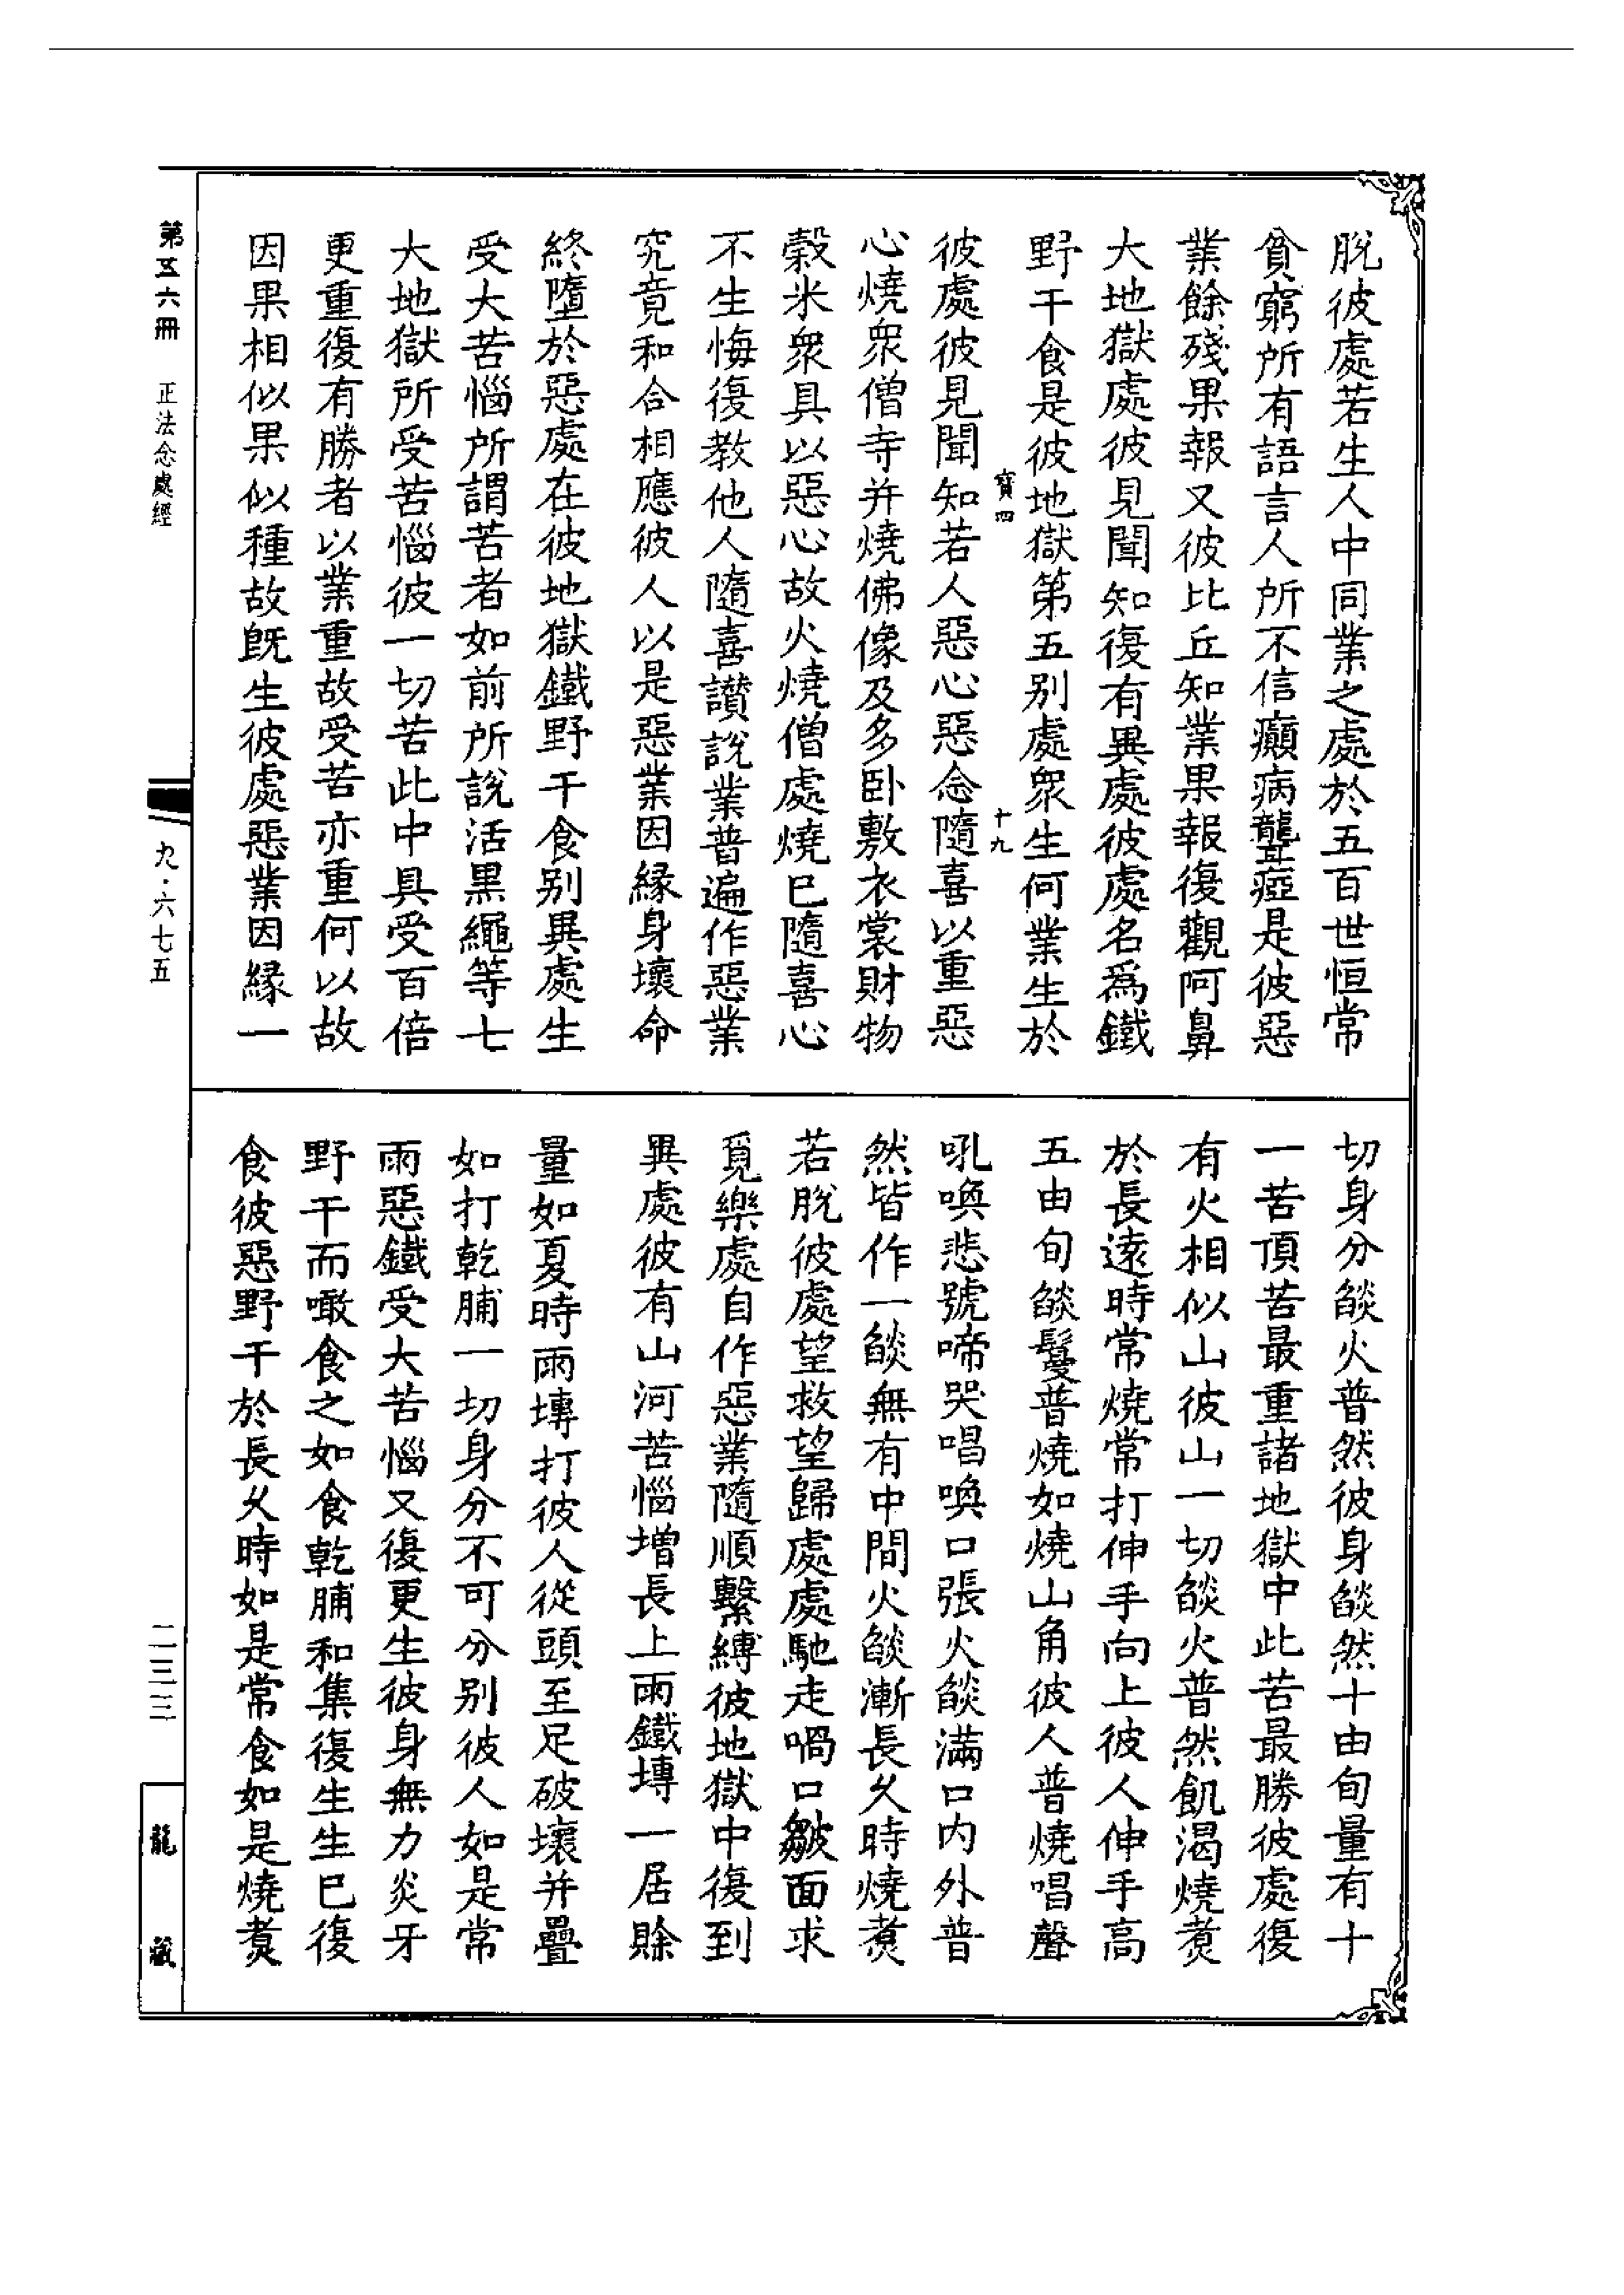 脫彼處若生人中同業之處於五百世恒常
貧窮所有語言人所不信癲病聾瘂是彼惡
業餘殘果報又彼比丘知業果報復觀阿鼻
大地獄處彼見聞知復有異處彼處名爲鐵
野干食是彼地獄第五別處衆生何業生於
寶四
十九
彼處彼見聞知若人惡心惡念隨喜以重惡
心燒衆僧寺并燒佛像及多卧敷衣裳財物
穀米衆具以惡心故火燒僧處燒已隨喜心
不生悔復教他人隨喜讃說業普遍作惡業
究竟和合相應彼人以是惡業因緣身壞命
終墮於惡處在彼地獄鐵野干食別異處生
受大苦惱所謂苦者如前所說活黑繩等七
大地獄所受苦惱彼一切苦此中具受百倍
更重復有勝者以業重故受苦亦重何以故
因果相似果似種故旣生彼處惡業因緣一
切身分燄火普然彼身燄然十由旬量有十
一苦頂苦最重諸地獄中此苦最勝彼處復
有火相似山彼山一切燄火普然飢渴燒煑
於長遠時常燒常打伸手向上彼人伸手高
五由旬燄鬘普燒如燒山角彼人普燒唱聲
吼喚悲號啼哭唱喚口張火燄滿口內外普
然皆作一燄無有中間火燄漸長久時燒煑
若脫彼處望救望歸處處馳走喎口皺面求
覓樂處自作惡業隨順繫縛彼地獄中復到
異處彼有山河苦惱增長上雨鐵塼一居賒
量如夏時雨塼打彼人從頭至足破壞并疊
如打乾脯一切身分不可分別彼人如是常
雨惡鐵受大苦惱又復更生彼身無力炎牙
野干而噉食之如食乾脯和集復生生已復
食彼惡野干於長久時如是常食如是燒煑
第五六冊
正法念處經
九·六七五
二三三
龍藏